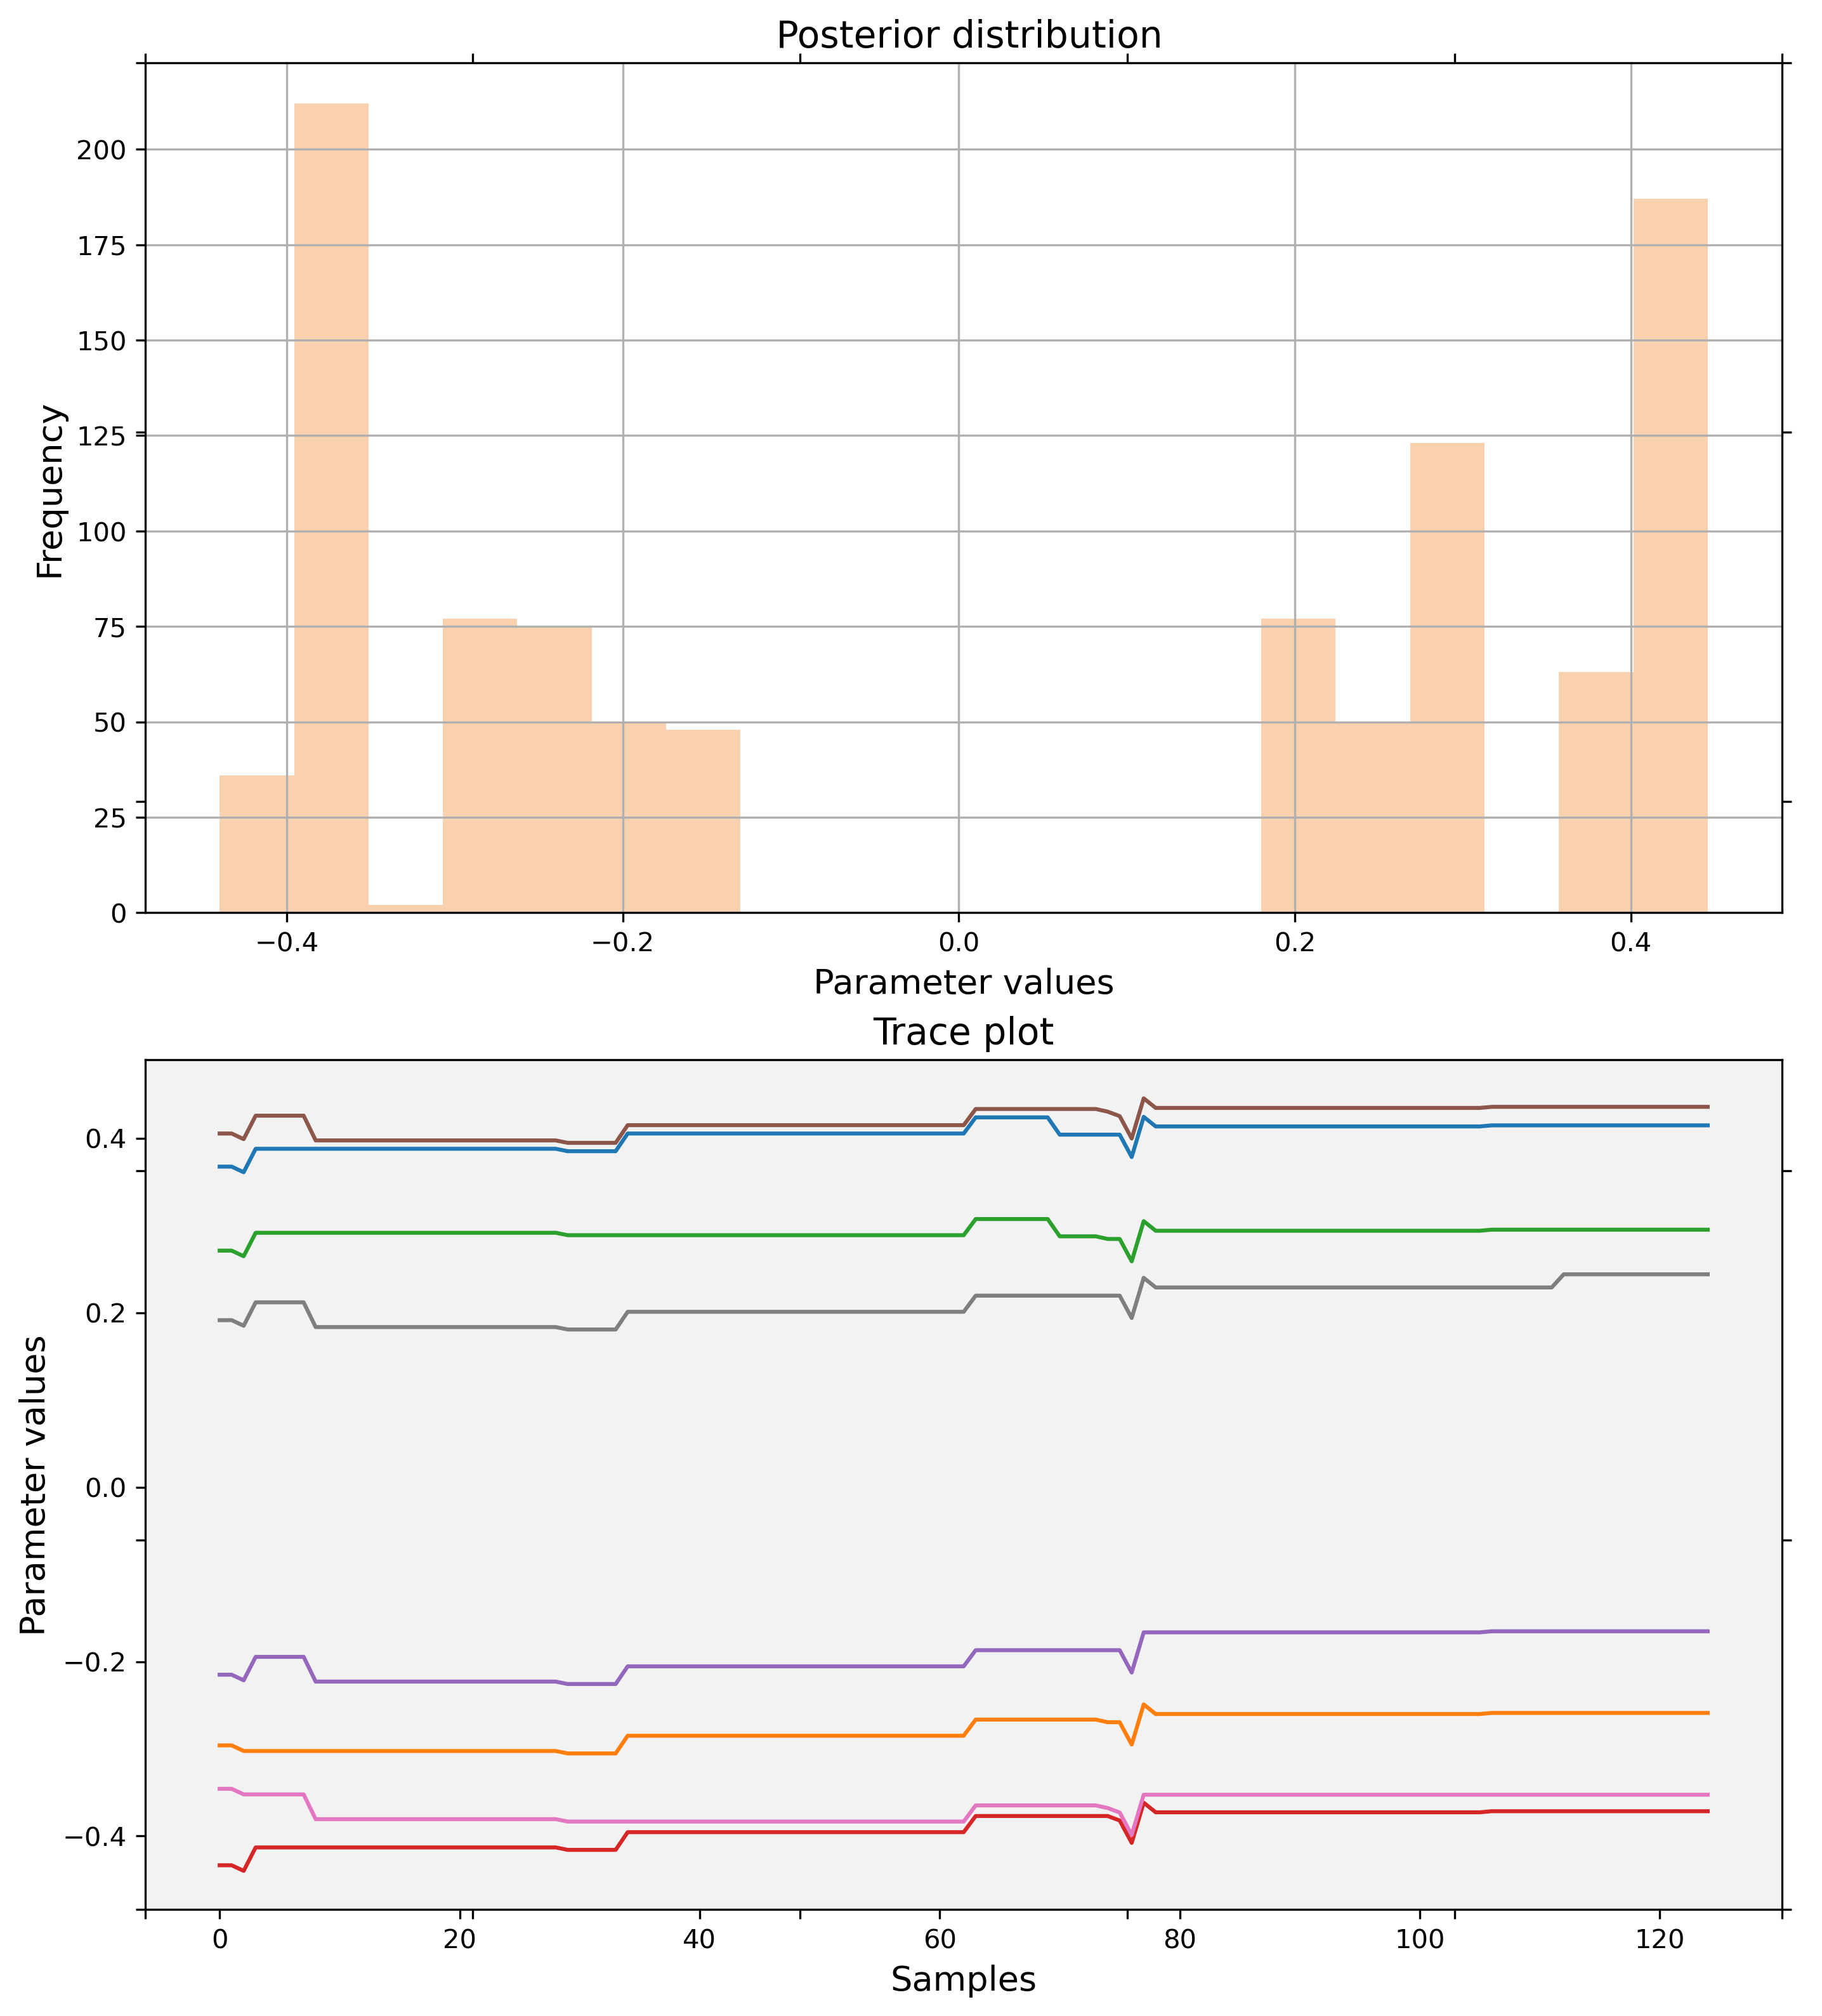 Posterior distribution
200
175
150
125
100
75
50
25
0
Frequency
−0.4 −0.2 0.0 0.2 0.4
Parameter values
Trace plot
0.4
0.2
0.0
−0.2
−0.4
Parameter values
0 20 40 60 80 100 120
Samples